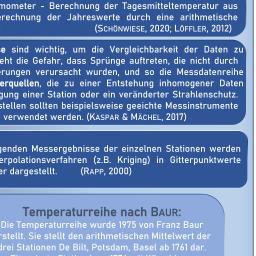 mometer - Berechnung der Tagesmitteltemperatur aus
erechnung der Jahreswerte durch eine arithmetische
(SCHÖNWIESE, 2020; LÖFFLER, 2012)
se sind wichtig, um die Vergleichbarkeit der Daten zu
eht die Gefahr, dass Sprünge auftreten, die nicht durch
erungen verursacht wurden, und so die Messdatenreihe
erquellen, die zu einer Entstehung inhomogener Daten
gung einer Station oder ein veränderter Strahlenschutz.
stellen sollten beispielsweise geeichte Messinstrumente
verwendet werden. (KASPAR & MÄCHEL, 2017)
genden Messergebnisse der einzelnen Stationen werden
erpolationsverfahren (z.B. Kriging) in Gitterpunktwerte
er dargestellt. (RAPP, 2000)
Temperaturreihe nach BAUR:
Die Temperaturreihe wurde 1975 von Franz Baur
rstellt. Sie stellt den arithmetischen Mittelwert der
drei Stationen De Bilt, Potsdam, Basel ab 1761 dar.